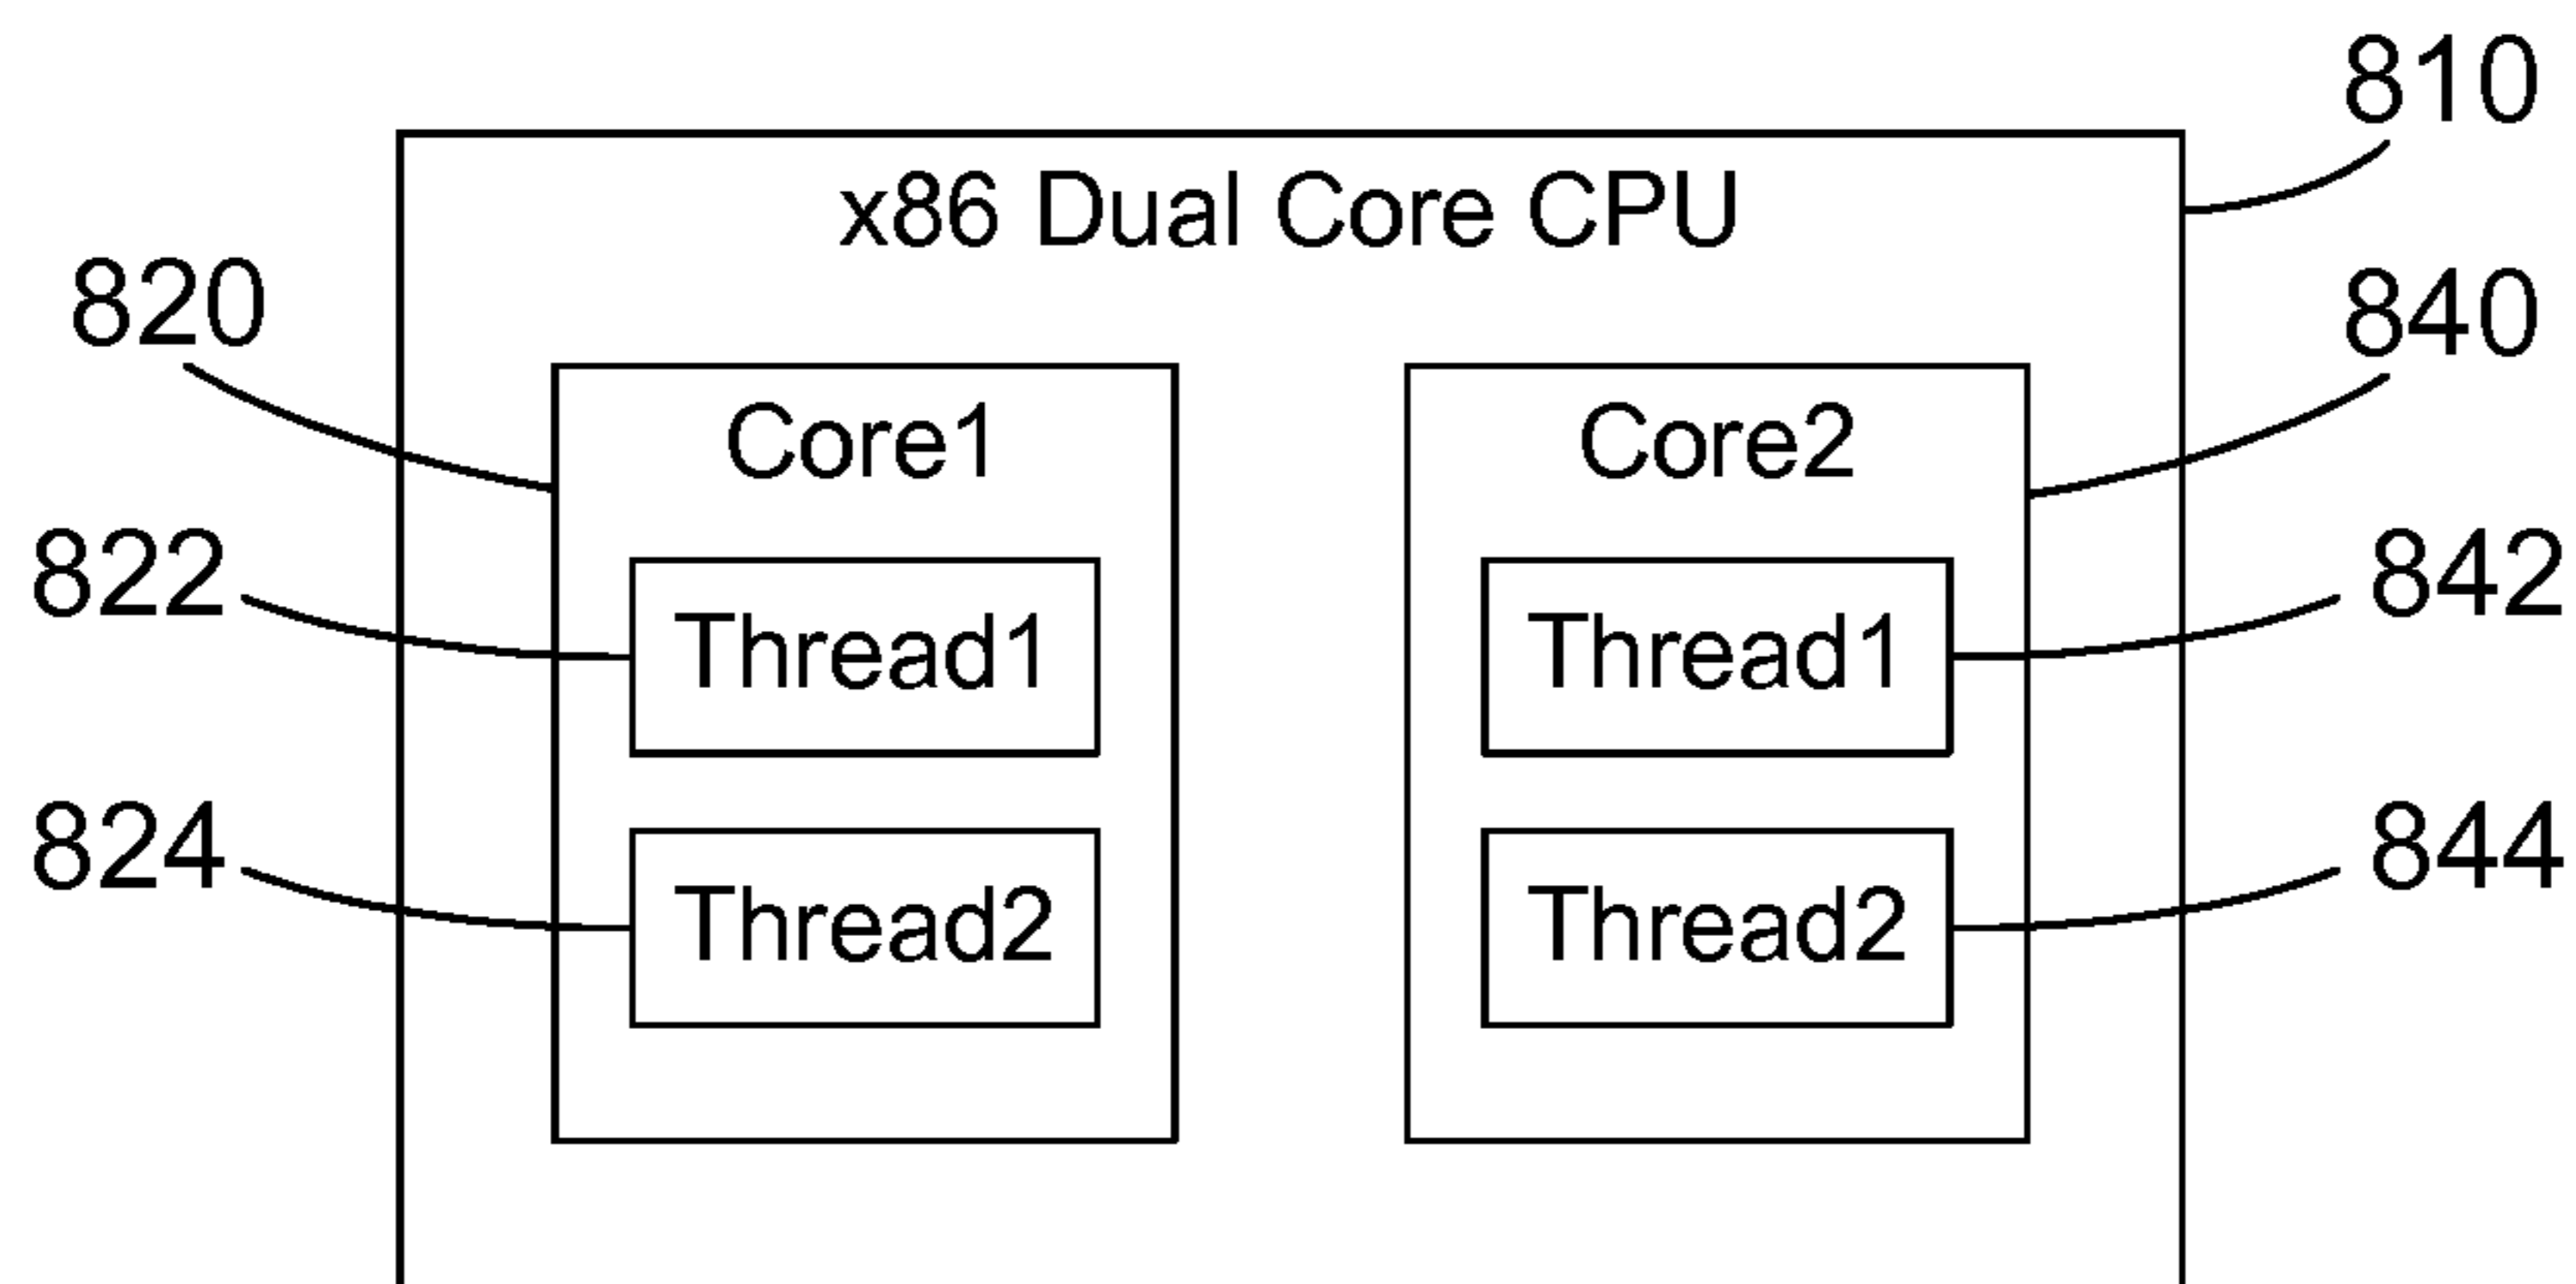 810
x86 Dual Core CPU
820
840
Core1
Core2
822
Thread1
Thread1
842
824
Thread2
Thread2
844